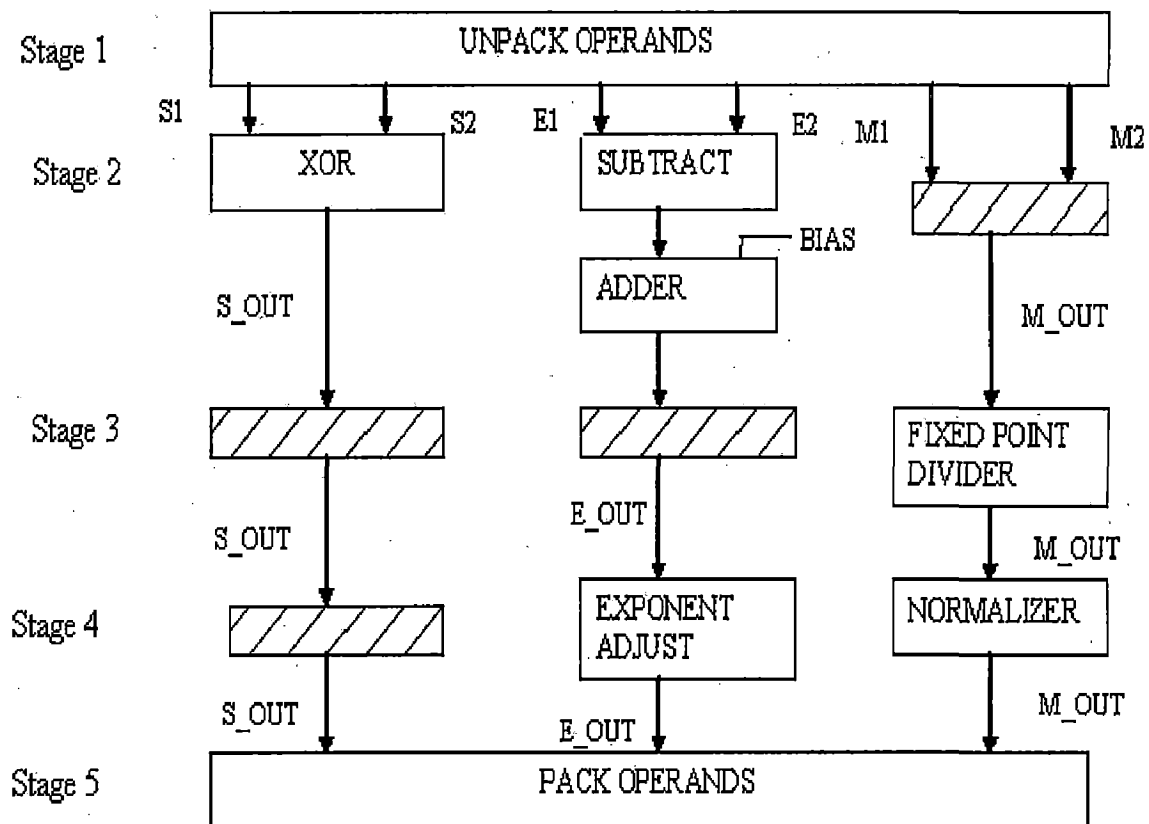 Stage 1
UNPACK OPERANDS
S1
S2
E1
E2
M1
M2
Stage 2
XOR
SUBTRACT
BIAS
ADDER
S_OUT
M_OUT
Stage 3
FIXED POINT
DIVIDER
S_OUT
E_OUT
M_OUT
Stage 4
EXPONENT
ADJUST
NORMALIZER
S_OUT
E_OUT
M_OUT
Stage 5
PACK OPERANDS